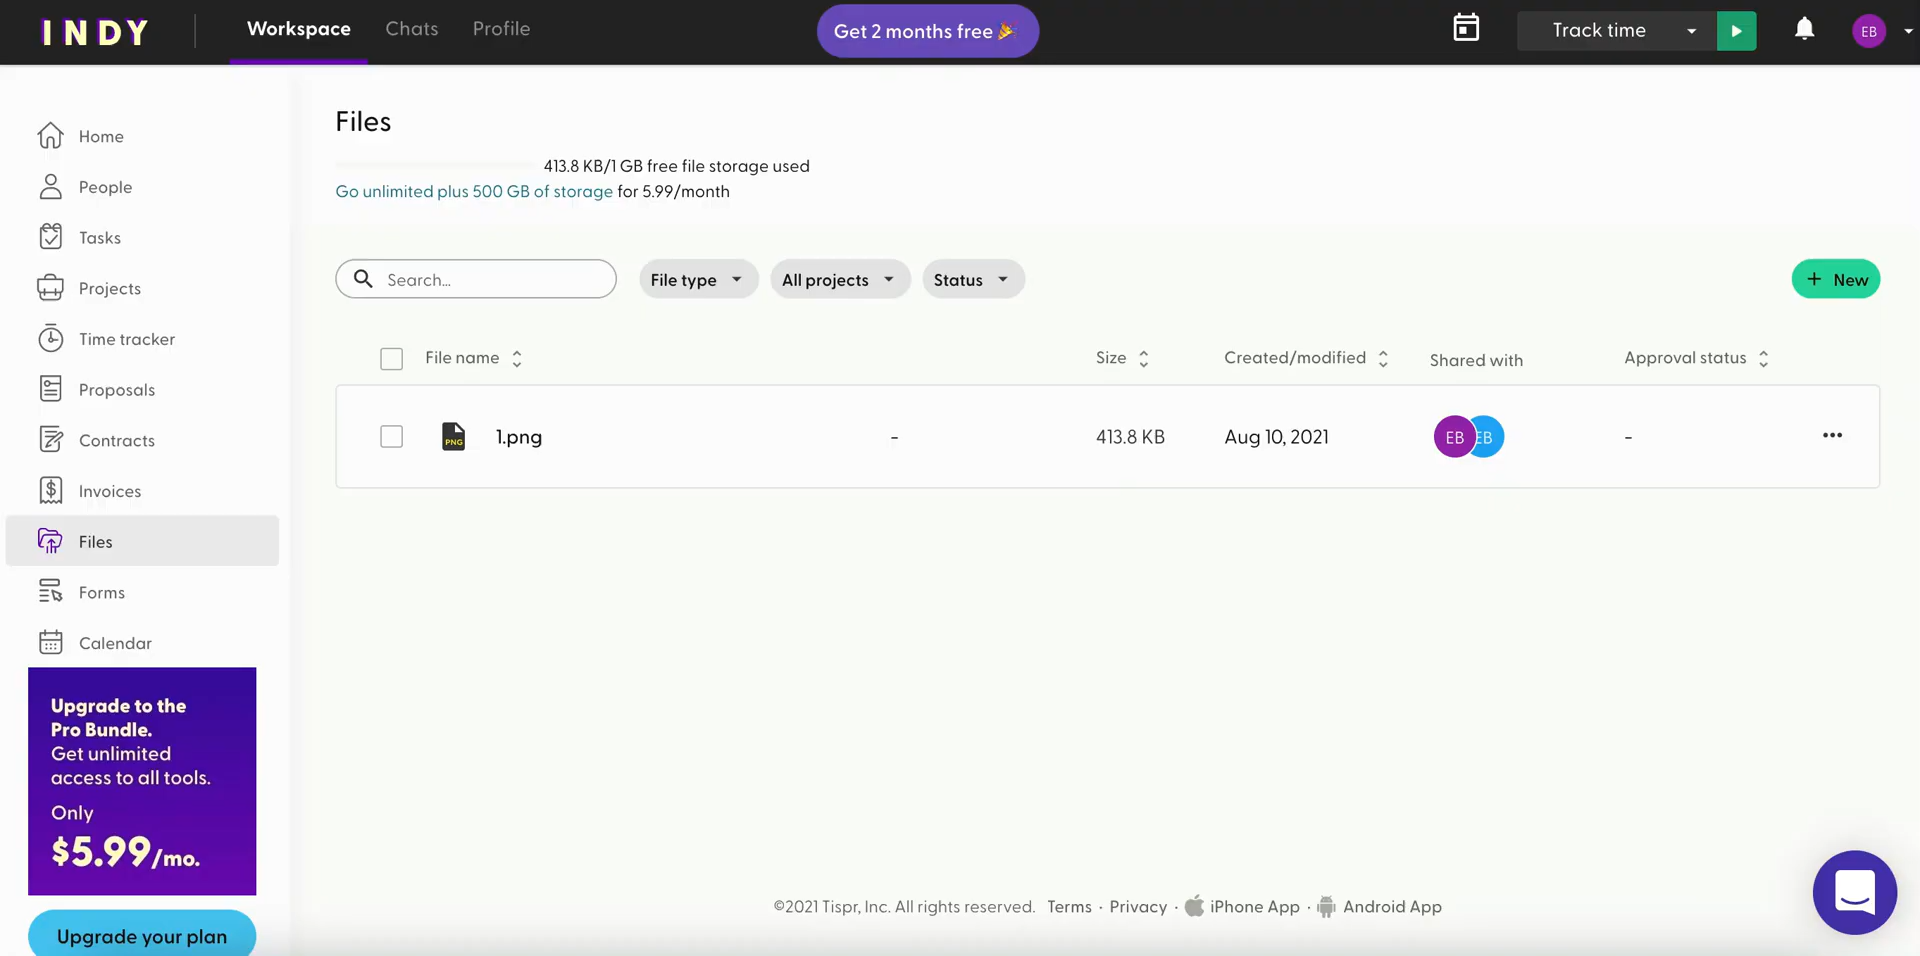 INDY
Workspace
Chats
Profile
Get 2 months free 🎉
Track time
EB
Home
People
Tasks
Projects
Time tracker
Proposals
Contracts
Invoices
Files
Forms
Calendar
Upgrade to the
Pro Bundle.
Get unlimited
access to all tools.
Only
$5.99/mo.
Upgrade your plan
Files
413.8 KB/1 GB free file storage used
Go unlimited plus 500 GB of storage for 5.99/month
Search...
File type
All projects
Status
+ New
File name
Size
Created/modified
Shared with
Approval status
PNG
1.png
-
413.8 KB
Aug 10, 2021
EB
EB
-
©2021 Tispr, Inc. All rights reserved. Terms · Privacy · iPhone App · Android App